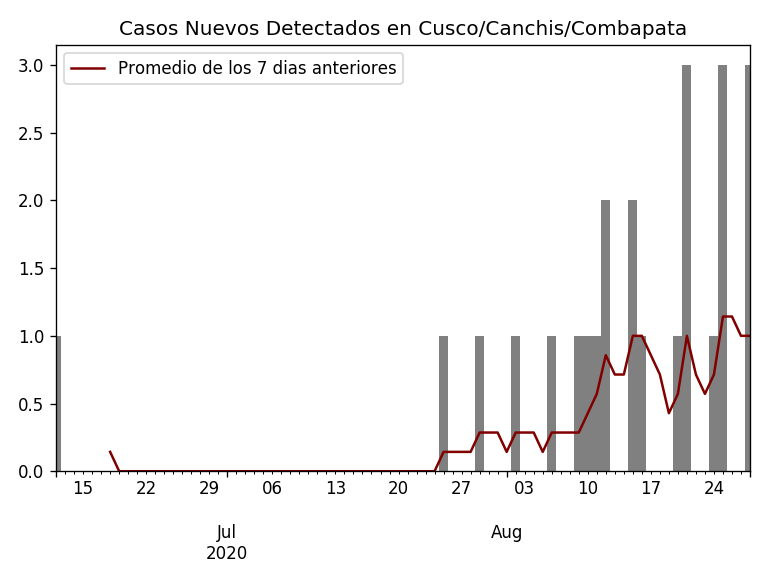 Casos Nuevos Detectados en Cusco/Canchis/Combapata
Promedio de los 7 dias anteriores
3.0
2.5
2.0
1.5
1.0
0.5
0.0
15 22 29 06 13 20 27 03 10 17 24
Jul Aug
2020